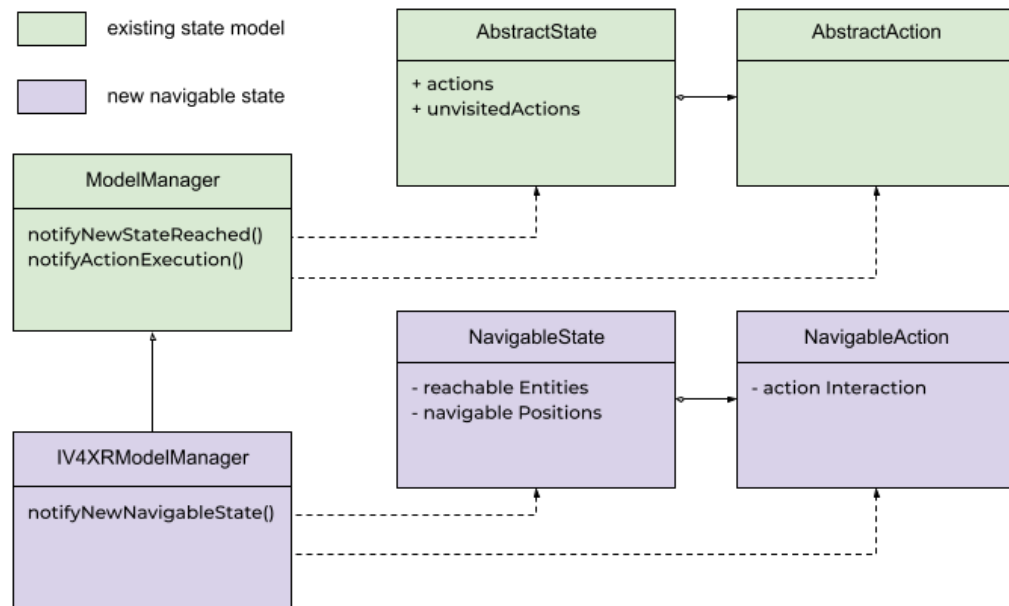 existing state model
new navigable state
AbstractState
+ actions
+ unvisitedActions
AbstractAction
ModelManager
notifyNewStateReached()
notifyActionExecution()
NavigableState
- reachable Entities
- navigable Positions
NavigableAction
- action Interaction
IV4XRModelManager
notifyNewNavigableState()